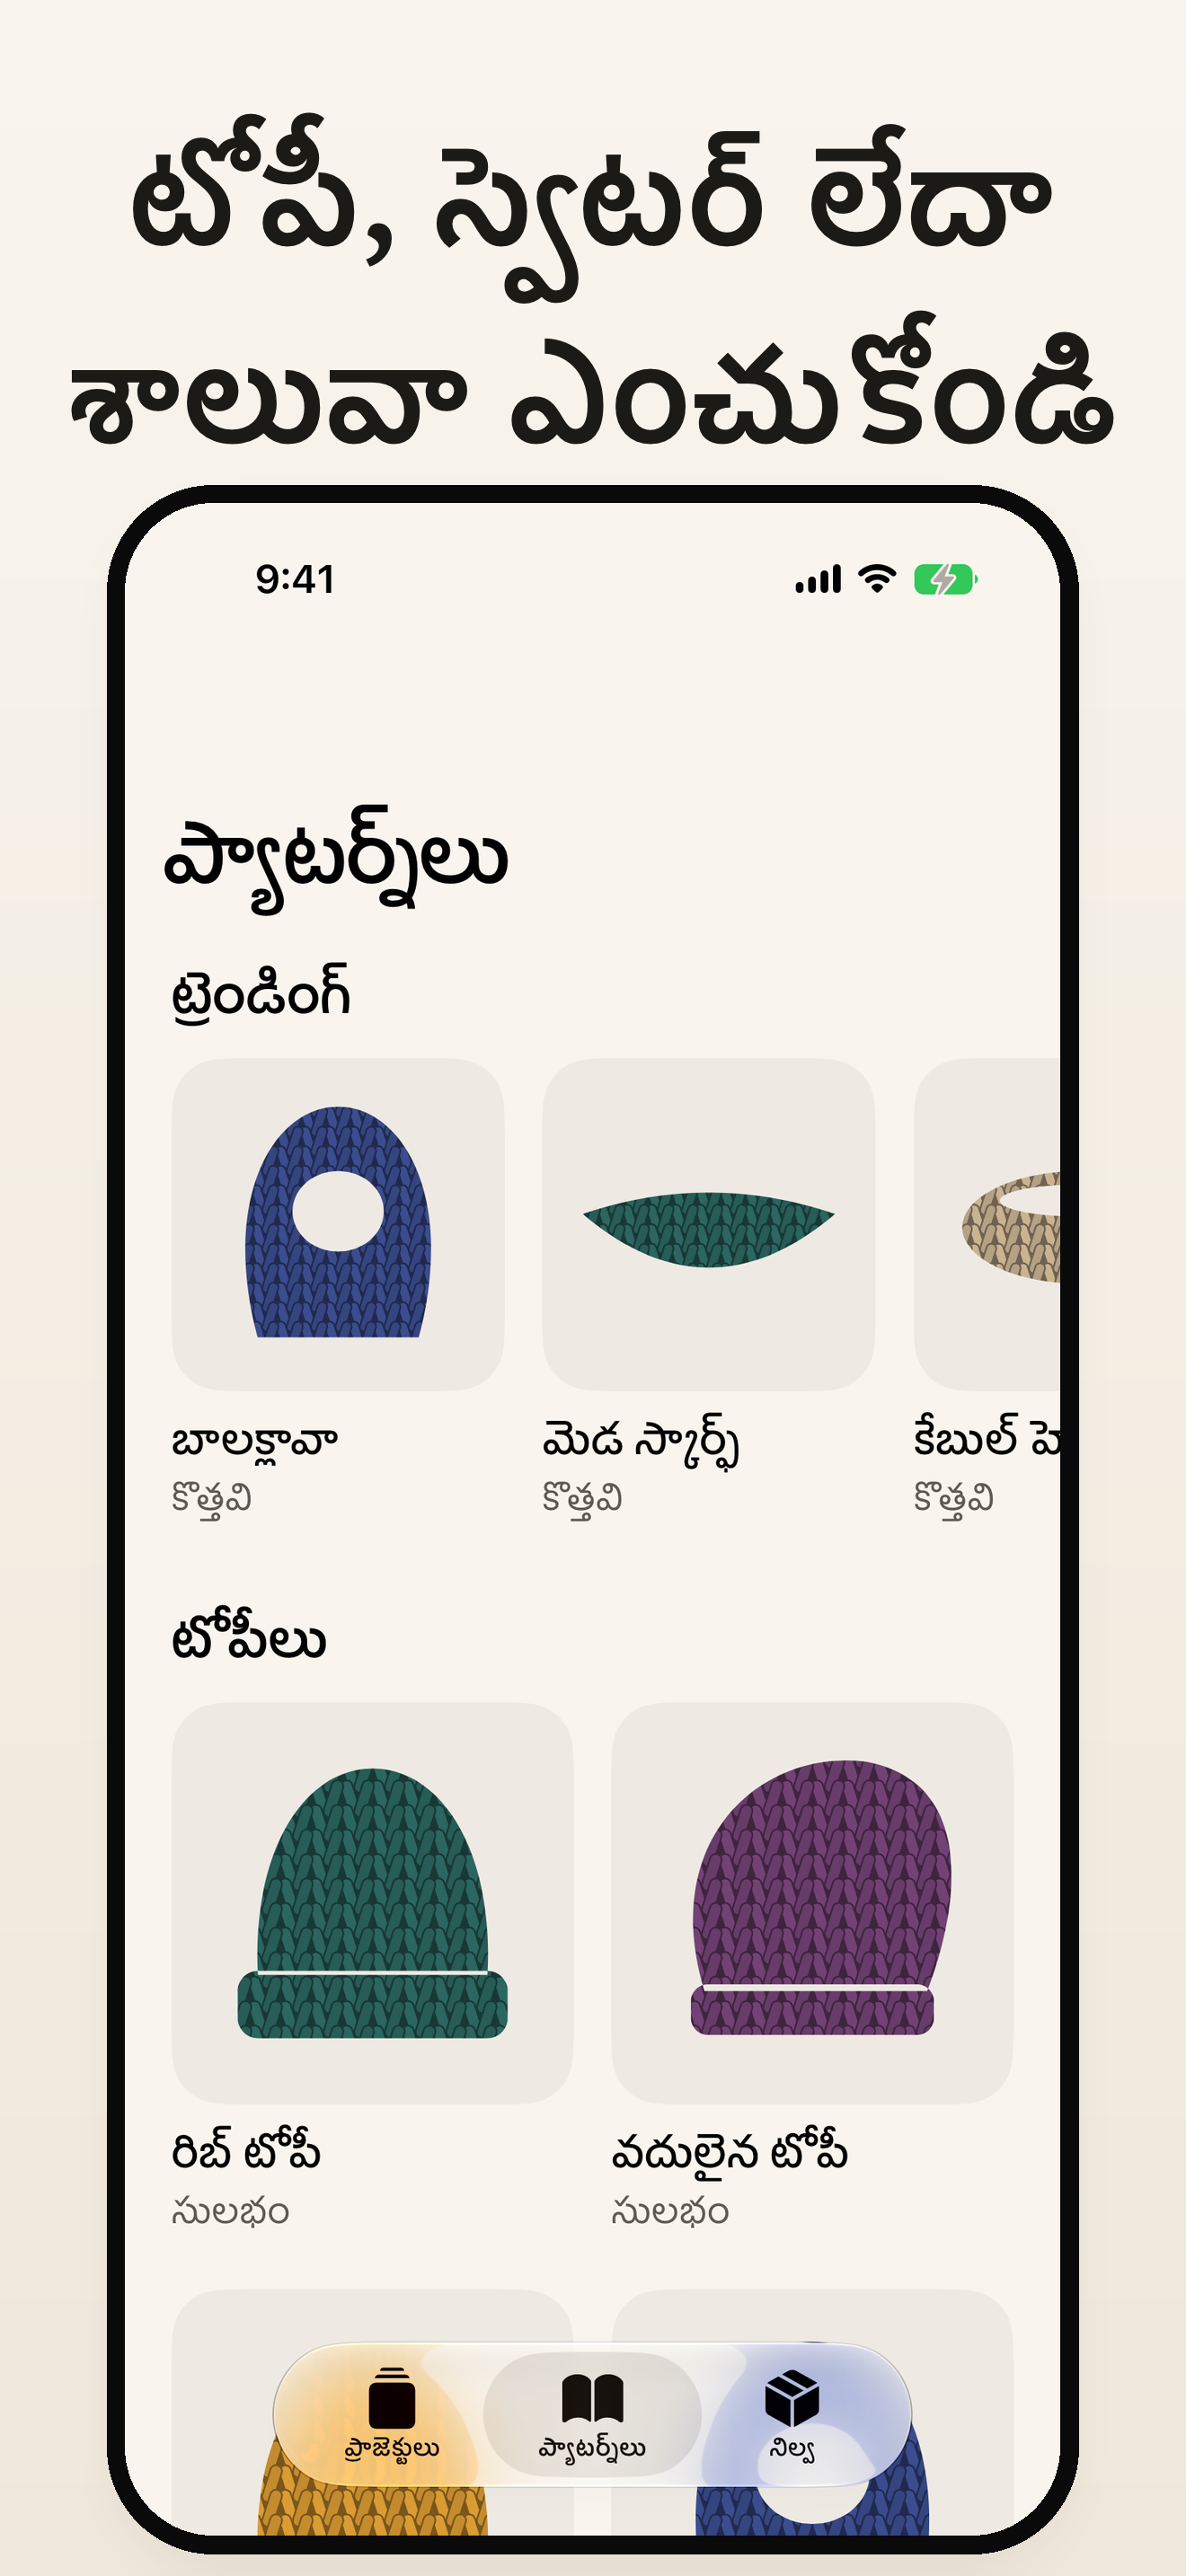 టోపీ, స్వెటర్ లేదా
శాలువా ఎంచుకోండి
9:41
ప్యాటర్న్‌లు
ట్రెండింగ్
బాలక్లావా
మెడ స్కార్ఫ్
కేబుల్ హె
కొత్తవి
కొత్తవి
కొత్తవి
టోపీలు
రిబ్ టోపీ
వదులైన టోపీ
సులభం
సులభం
ప్రాజెక్టులు
ప్యాటర్న్‌లు
నిల్వ